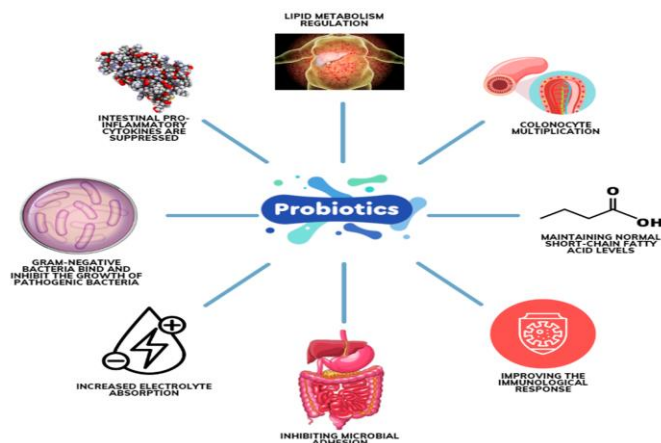 LIPID METABOLISM
REGULATION
INTESTINAL PRO-
INFLAMMATORY
CYTOKINES ARE
SUPPRESSED
COLONOCYTE
MULTIPLICATION
Probiotics
O
OH
GRAM-NEGATIVE
BACTERIA BIND AND
INHIBIT THE GROWTH OF
PATHOGENIC BACTERIA
MAINTAINING NORMAL
SHORT-CHAIN FATTY
ACID LEVELS
INCREASED ELECTROLYTE
ABSORPTION
IMPROVING THE
IMMUNOLOGICAL
RESPONSE
INHIBITING MICROBIAL
ADHESION